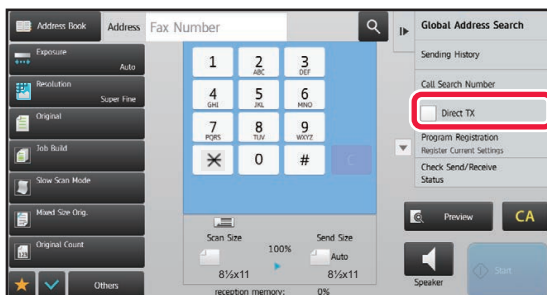 Address Book
Address
Fax Number
Global Address Search
Exposure
Auto
Sending History
Resolution
Super Fine
Call Search Number
Original
Direct TX
Job Build
Program Registration
Register Current Settings
Slow Scan Mode
Check Send/Receive
Status
Mixed Size Orig.
Original Count
Others
1
2
ABC
3
DEF
4
GHI
5
JKL
6
MNO
7
PQRS
8
TUV
9
WXYZ
0
#
C
Scan Size
100%
Send Size
Auto
8½x11
8½x11
reception memory:
0%
Preview
CA
Speaker
Start